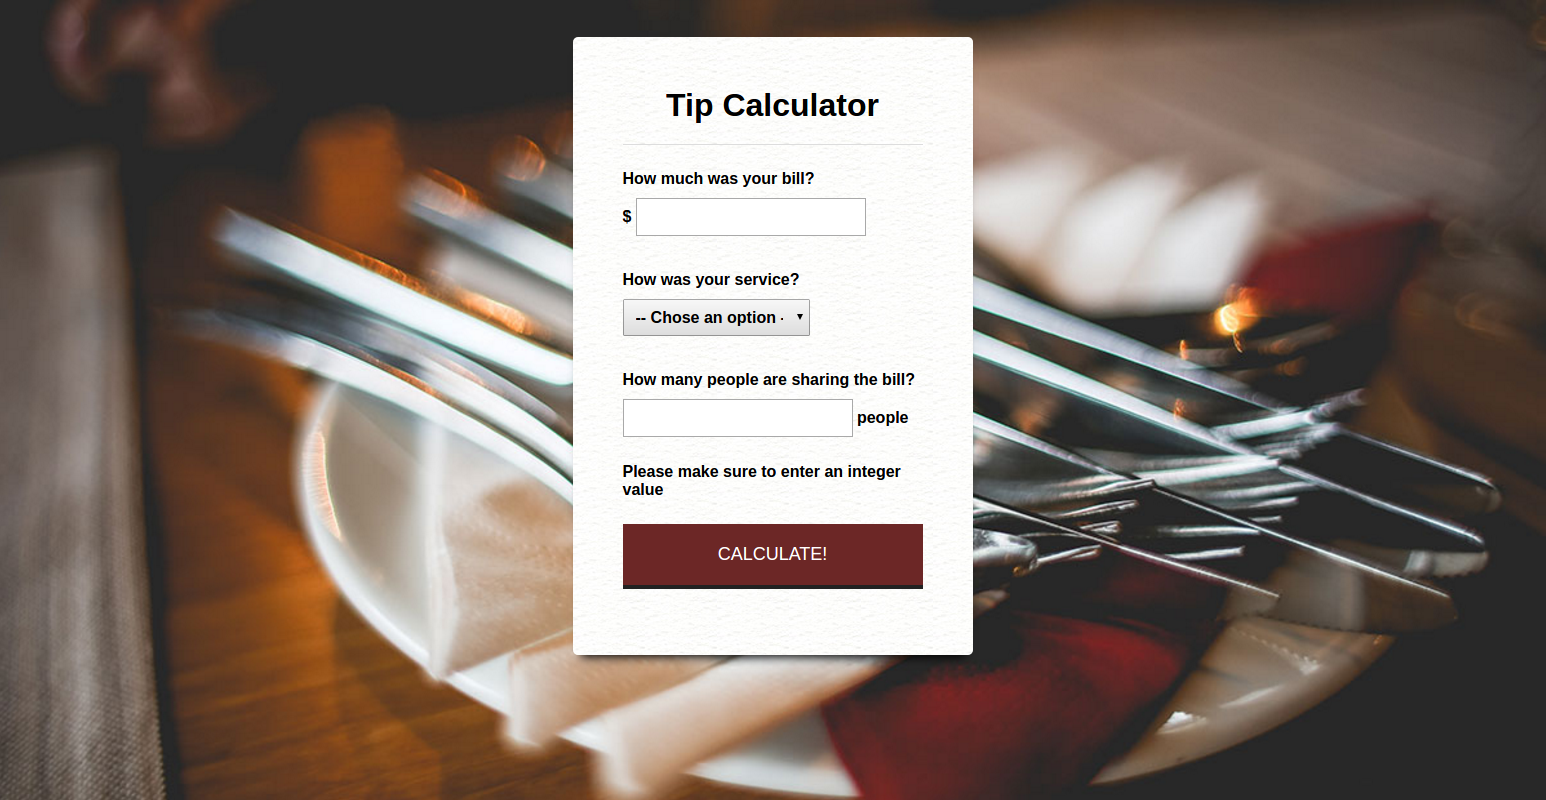 Tip Calculator
How much was your bill?
$
How was your service?
-- Chose an option -
How many people are sharing the bill?
people
Please make sure to enter an integer
value
CALCULATE!